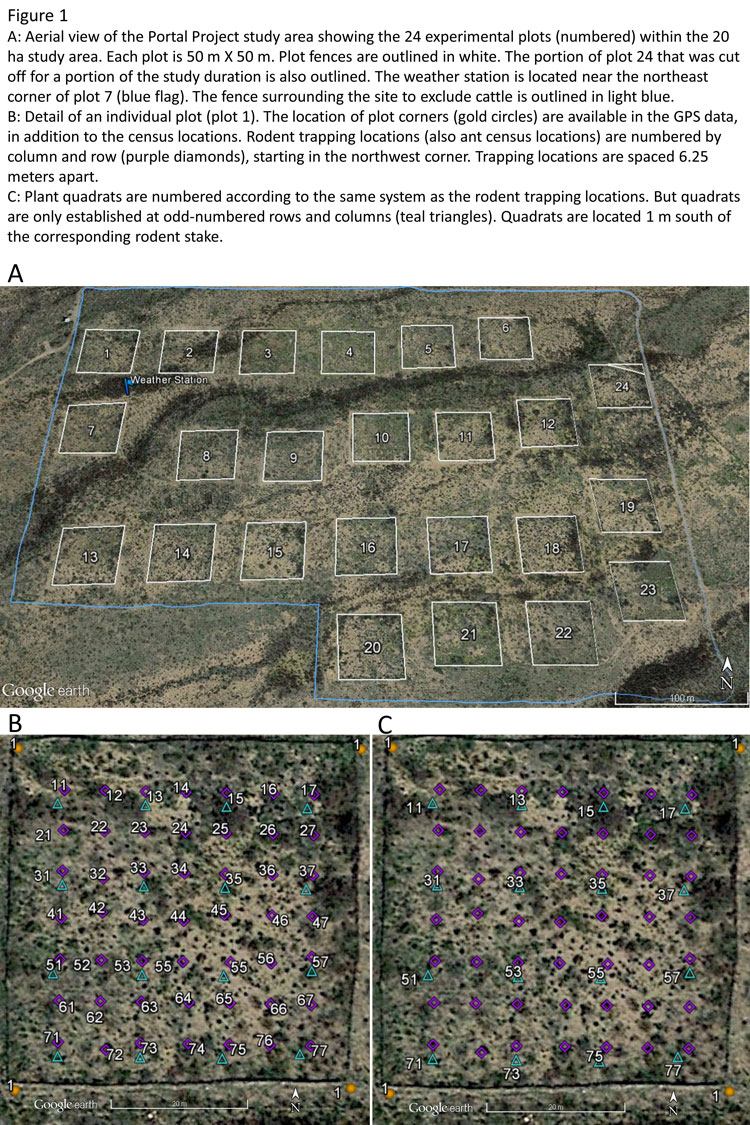 Figure 1
A: Aerial view of the Portal Project study area showing the 24 experimental plots (numbered) within the 20
ha study area. Each plot is 50 m X 50 m. Plot fences are outlined in white. The portion of plot 24 that was cut
off for a portion of the study duration is also outlined. The weather station is located near the northeast
corner of plot 7 (blue flag). The fence surrounding the site to exclude cattle is outlined in light blue.
B: Detail of an individual plot (plot 1). The location of plot corners (gold circles) are available in the GPS data,
in addition to the census locations. Rodent trapping locations (also ant census locations) are numbered by
column and row (purple diamonds), starting in the northwest corner. Trapping locations are spaced 6.25
meters apart.
C: Plant quadrats are numbered according to the same system as the rodent trapping locations. But quadrats
are only established at odd-numbered rows and columns (teal triangles). Quadrats are located 1 m south of
the corresponding rodent stake.
A
1 2 3 4 5 6
Weather Station
24
7 8 9 10 11 12
13 14 15 16 17 18 19
20 21 22 23
Google earth
100 m
N
B
1 1
11 12 13 14 15 16 17
21 22 23 24 25 26 27
31 32 33 34 35 36 37
41 42 43 44 45 46 47
51 52 53 55 55 56 57
61 62 63 64 65 66 67
71 72 73 74 75 76 77
1 1
Google earth
20 m
N
C
1 1
11 13 15 17
31 33 35 37
51 53 55 57
71 73 75 77
1 1
Google earth
20 m
N